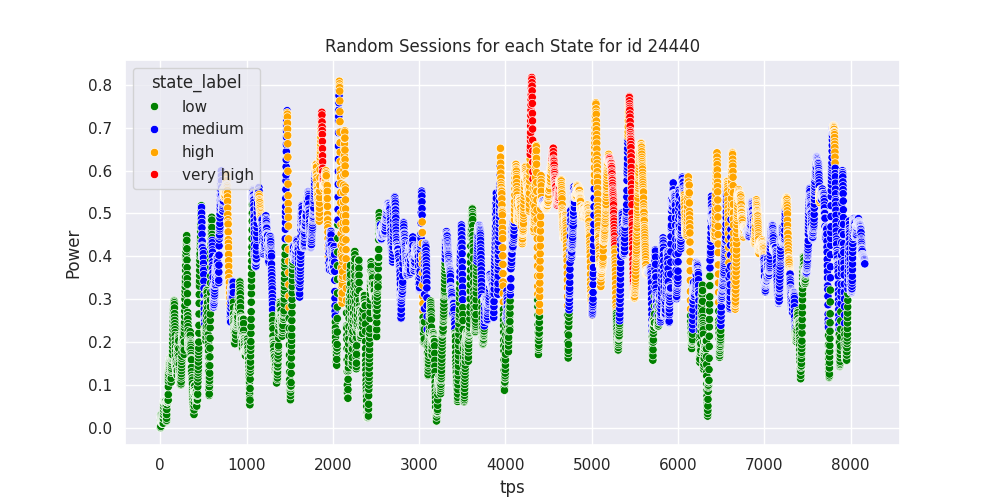 Random Sessions for each State for id 24440
state_label
low
medium
high
very high
Power
0.8
0.7
0.6
0.5
0.4
0.3
0.2
0.1
0.0
0 1000 2000 3000 4000 5000 6000 7000 8000
tps